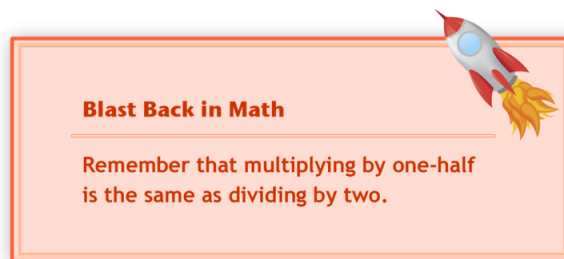 Blast Back in Math
Remember that multiplying by one-half
is the same as dividing by two.